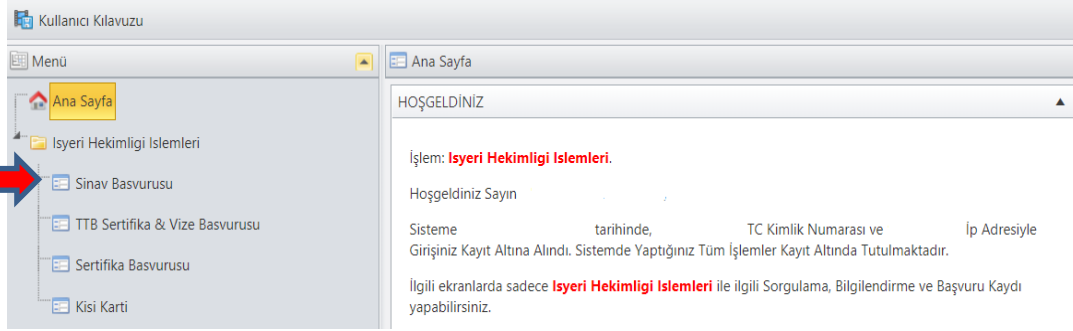 Kullanıcı Kılavuzu
Menü
Ana Sayfa
Isyeri Hekimligi Islemleri
Sinav Basvurusu
TTB Sertifika & Vize Basvurusu
Sertifika Basvurusu
Kisi Karti
Ana Sayfa
HOŞGELDİNİZ
İşlem: Isyeri Hekimligi Islemleri.
Hoşgeldiniz Sayın
Sisteme tarihinde, TC Kimlik Numarası ve İp Adresiyle
Girişiniz Kayıt Altına Alındı. Sistemde Yaptığınız Tüm İşlemler Kayıt Altında Tutulmaktadır.
İlgili ekranlarda sadece Isyeri Hekimligi Islemleri ile ilgili Sorgulama, Bilgilendirme ve Başvuru Kaydı
yapabilirsiniz.